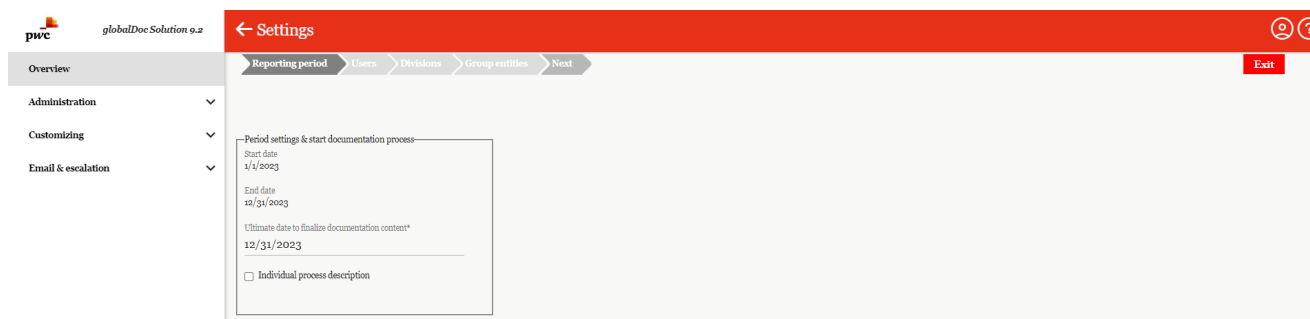 pwc
globalDoc Solution 9.2
Settings
Overview
Administration
Customizing
Email & escalation
Reporting period
Users
Divisions
Group entities
Next
Exit
Period settings & start documentation process
Start date
1/1/2023
End date
12/31/2023
Ultimate date to finalize documentation content*
12/31/2023
Individual process description